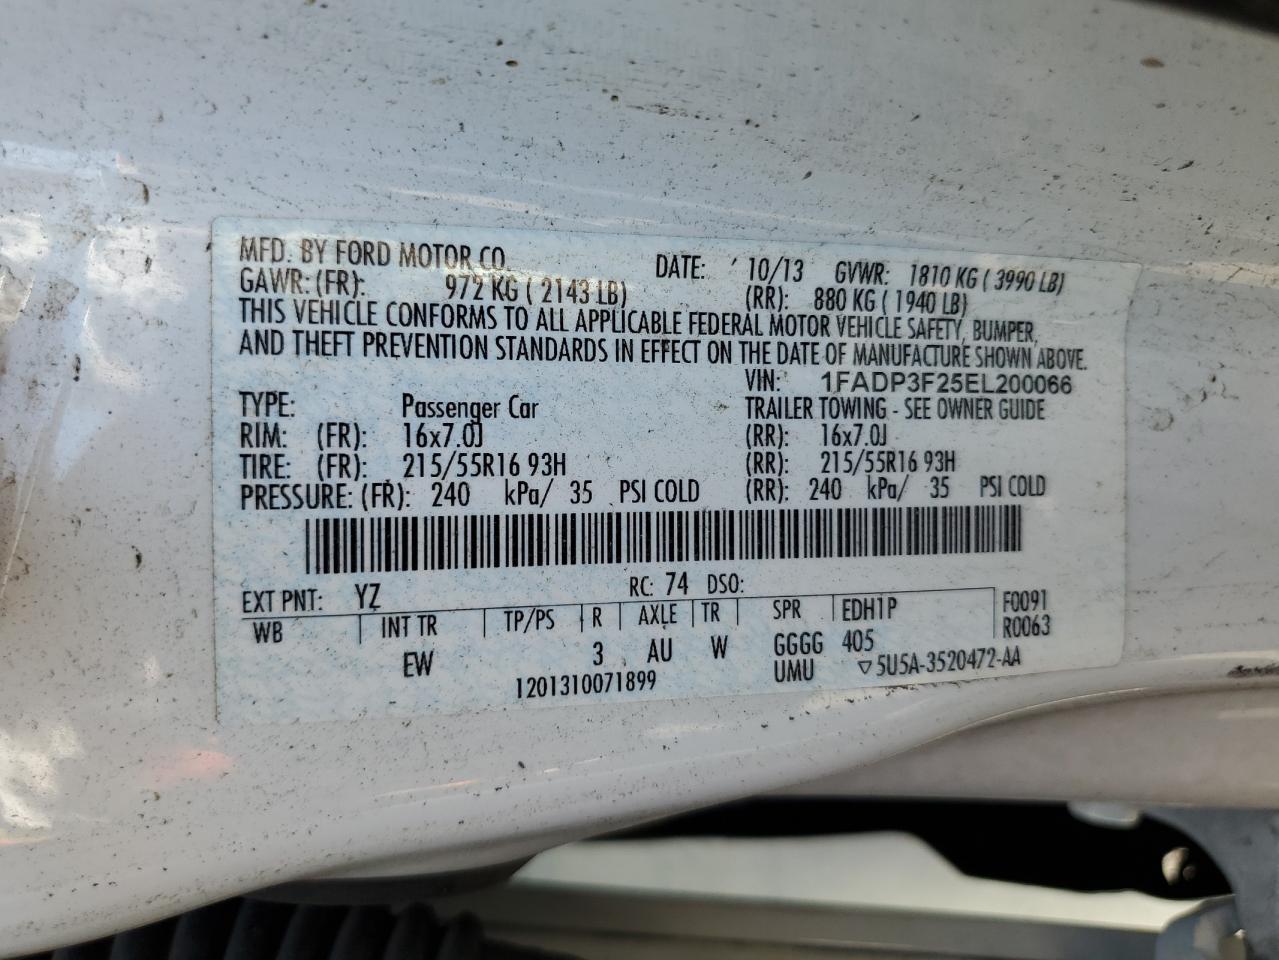 MFD. BY FORD MOTOR CO. DATE: 10/13 GVWR: 1810 KG ( 3990 LB)
GAWR: (FR): 972 KG ( 2143 LB) (RR): 880 KG ( 1940 LB)
THIS VEHICLE CONFORMS TO ALL APPLICABLE FEDERAL MOTOR VEHICLE SAFETY, BUMPER,
AND THEFT PREVENTION STANDARDS IN EFFECT ON THE DATE OF MANUFACTURE SHOWN ABOVE.
VIN: 1FADP3F25EL200066
TYPE: Passenger Car TRAILER TOWING - SEE OWNER GUIDE
RIM: (FR): 16x7.0J (RR): 16x7.0J
TIRE: (FR): 215/55R16 93H (RR): 215/55R16 93H
PRESSURE: (FR): 240 kPa/ 35 PSI COLD (RR): 240 kPa/ 35 PSI COLD
EXT PNT: YZ RC: 74 DSO:
WB INT TR TP/PS R AXLE TR SPR EDH1P F0091
R0063
EW 3 AU W GGGG 405
1201310071899 UMU ▽5U5A-3520472-AA